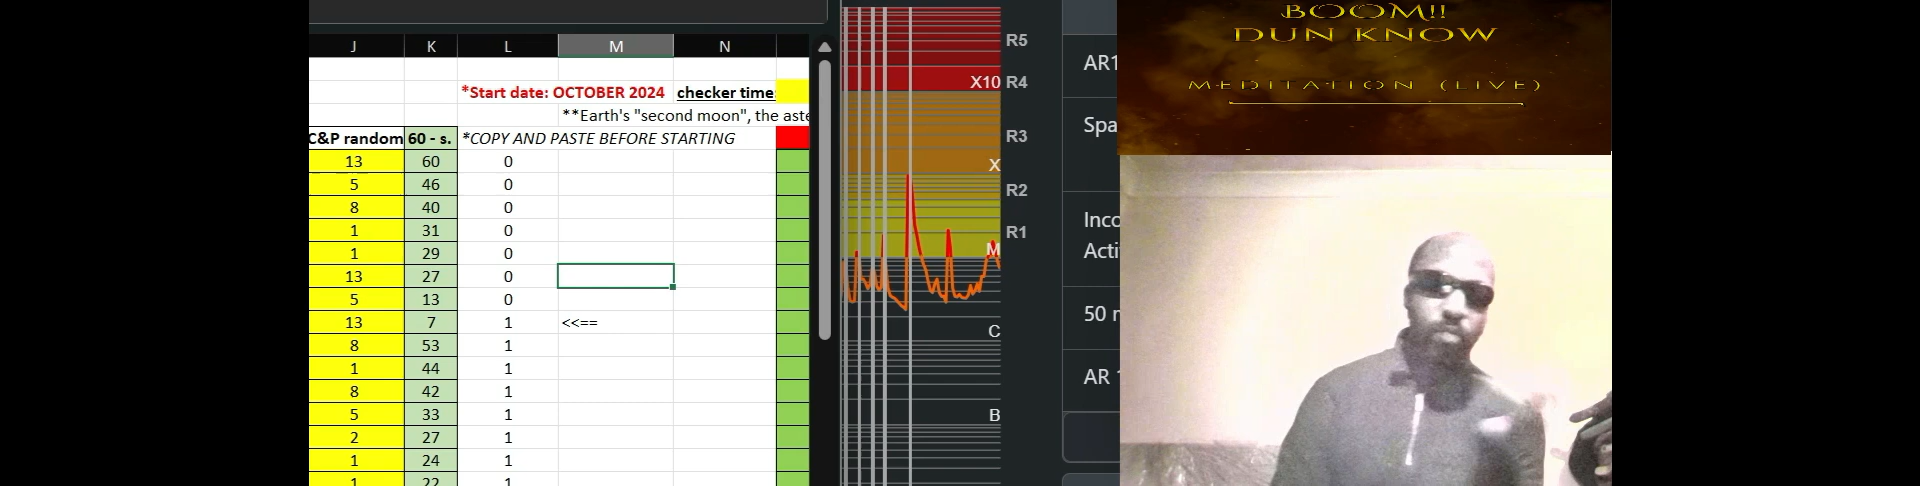 J K L M N
*Start date: OCTOBER 2024 checker time:
**Earth's "second moon", the aste
C&P random 60 - s. *COPY AND PASTE BEFORE STARTING
13 60 0
5 46 0
8 40 0
1 31 0
1 29 0
13 27 0
5 13 0
13 7 1 <<==
8 53 1
1 44 1
8 42 1
5 33 1
2 27 1
1 24 1
1 22 1
R5
X10 R4
R3
X
R2
R1
M
C
B
AR1
Spa
Inco
Acti
50 m
AR 1
BOOM!!
DUN KNOW
MEDITATION (LIVE)